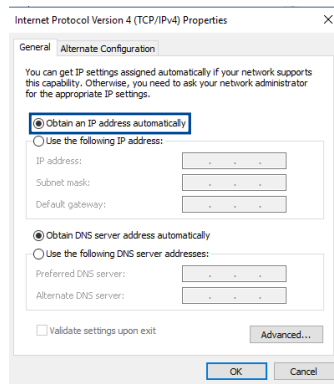 Internet Protocol Version 4 (TCP/IPv4) Properties
General
Alternate Configuration
You can get IP settings assigned automatically if your network supports
this capability. Otherwise, you need to ask your network administrator
for the appropriate IP settings.
Obtain an IP address automatically
Use the following IP address:
IP address:
Subnet mask:
Default gateway:
Obtain DNS server address automatically
Use the following DNS server addresses:
Preferred DNS server:
Alternate DNS server:
Validate settings upon exit
Advanced...
OK
Cancel